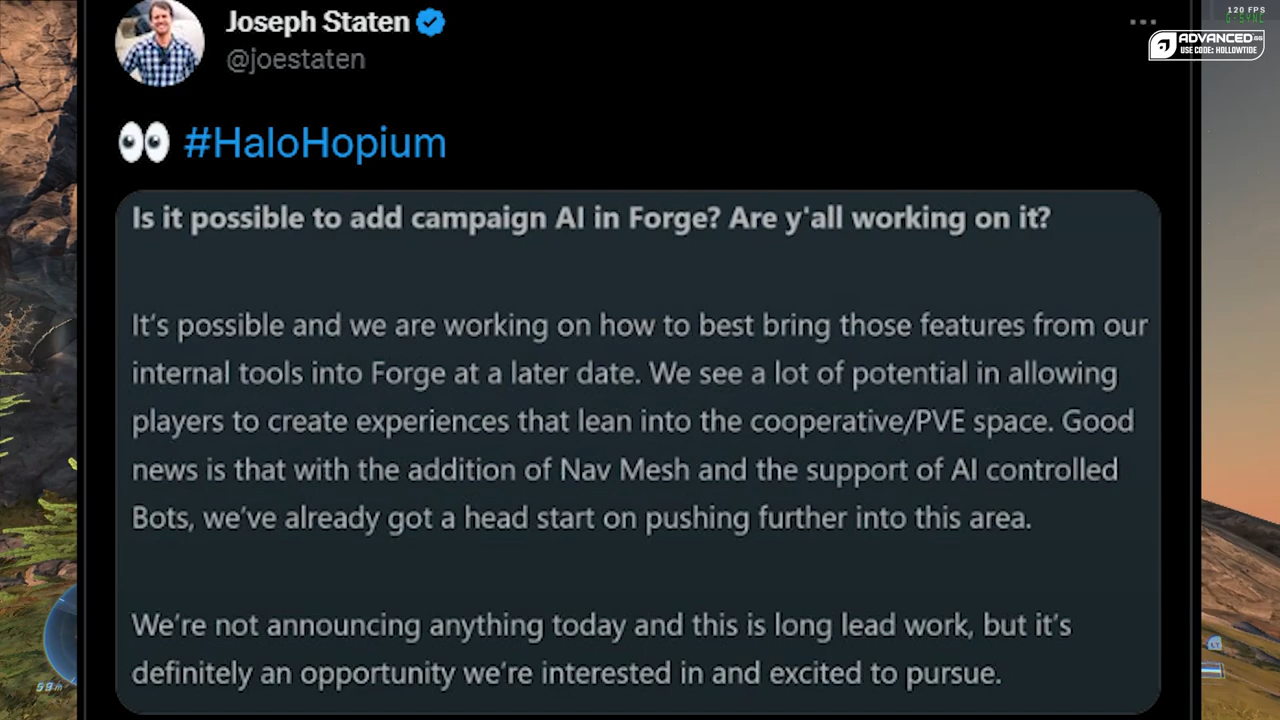 120 FPS
G-SYNC
ADVANCED.GG
USE CODE: HOLLOWTIDE
Joseph Staten
@joestaten
👀 #HaloHopium
Is it possible to add campaign AI in Forge? Are y'all working on it?
It's possible and we are working on how to best bring those features from our
internal tools into Forge at a later date. We see a lot of potential in allowing
players to create experiences that lean into the cooperative/PVE space. Good
news is that with the addition of Nav Mesh and the support of AI controlled
Bots, we've already got a head start on pushing further into this area.
We're not announcing anything today and this is long lead work, but it's
definitely an opportunity we're interested in and excited to pursue.